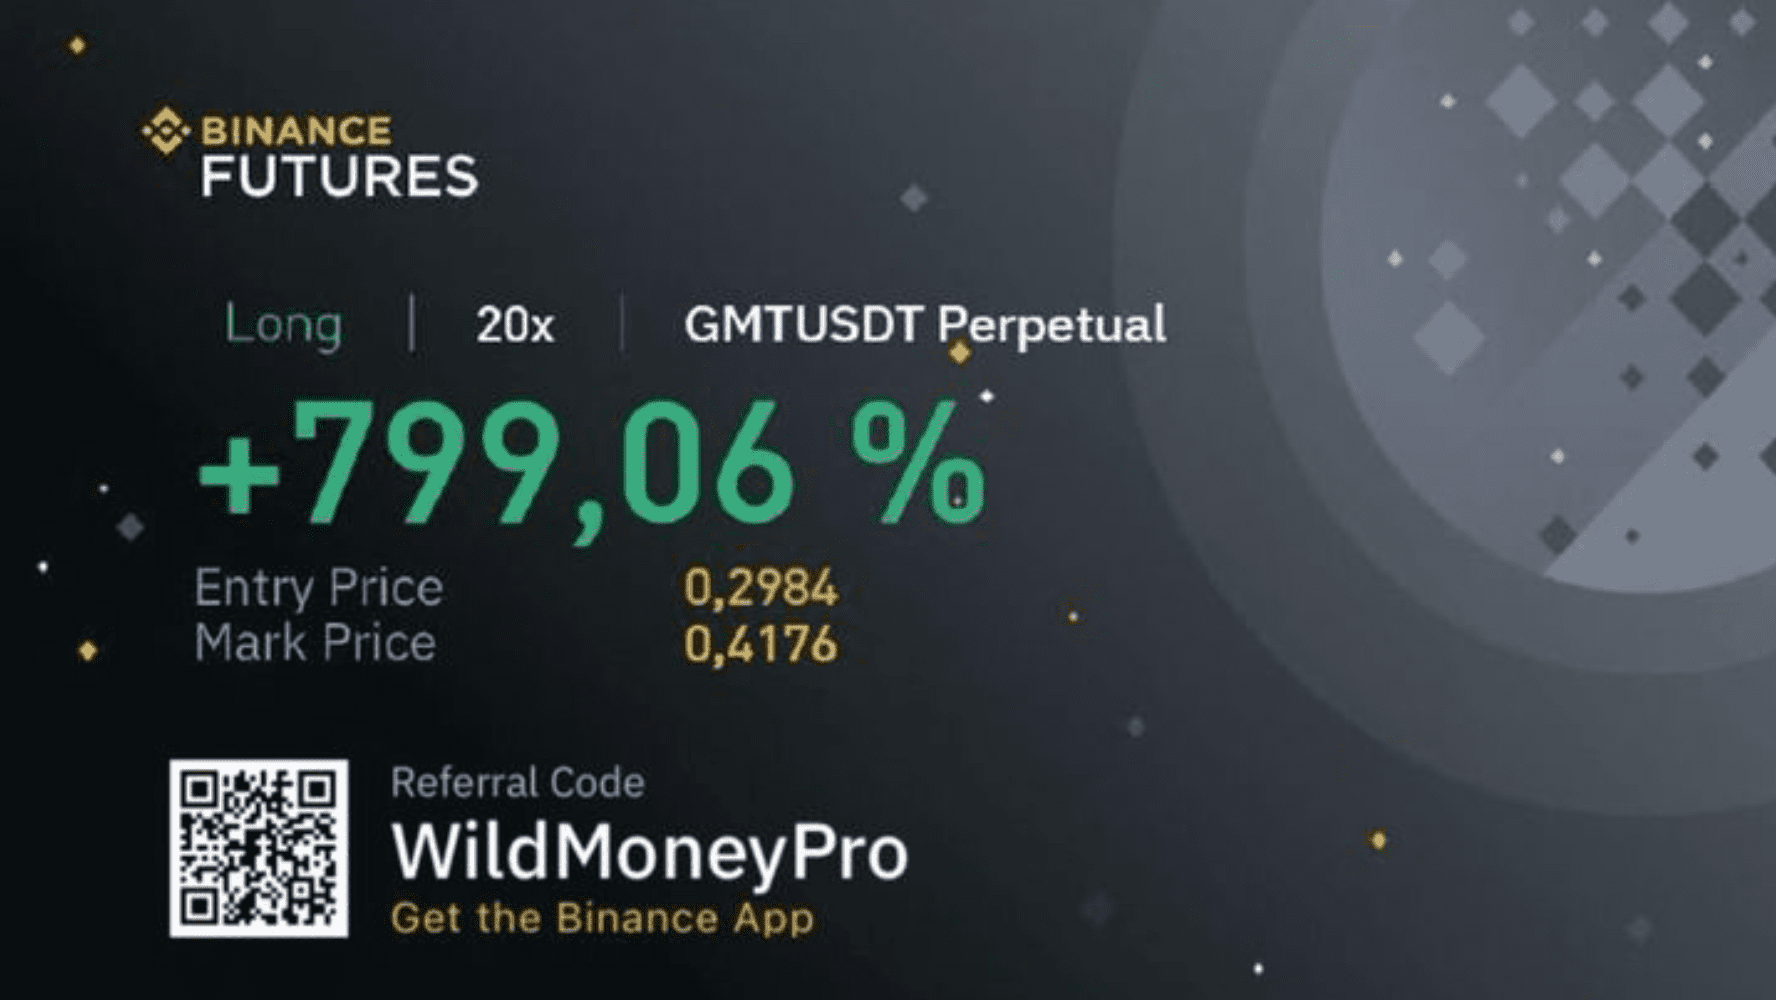 BINANCE
FUTURES
Long | 20x | GMTUSDT Perpetual
+799,06 %
Entry Price 0,2984
Mark Price 0,4176
Referral Code
WildMoneyPro
Get the Binance App